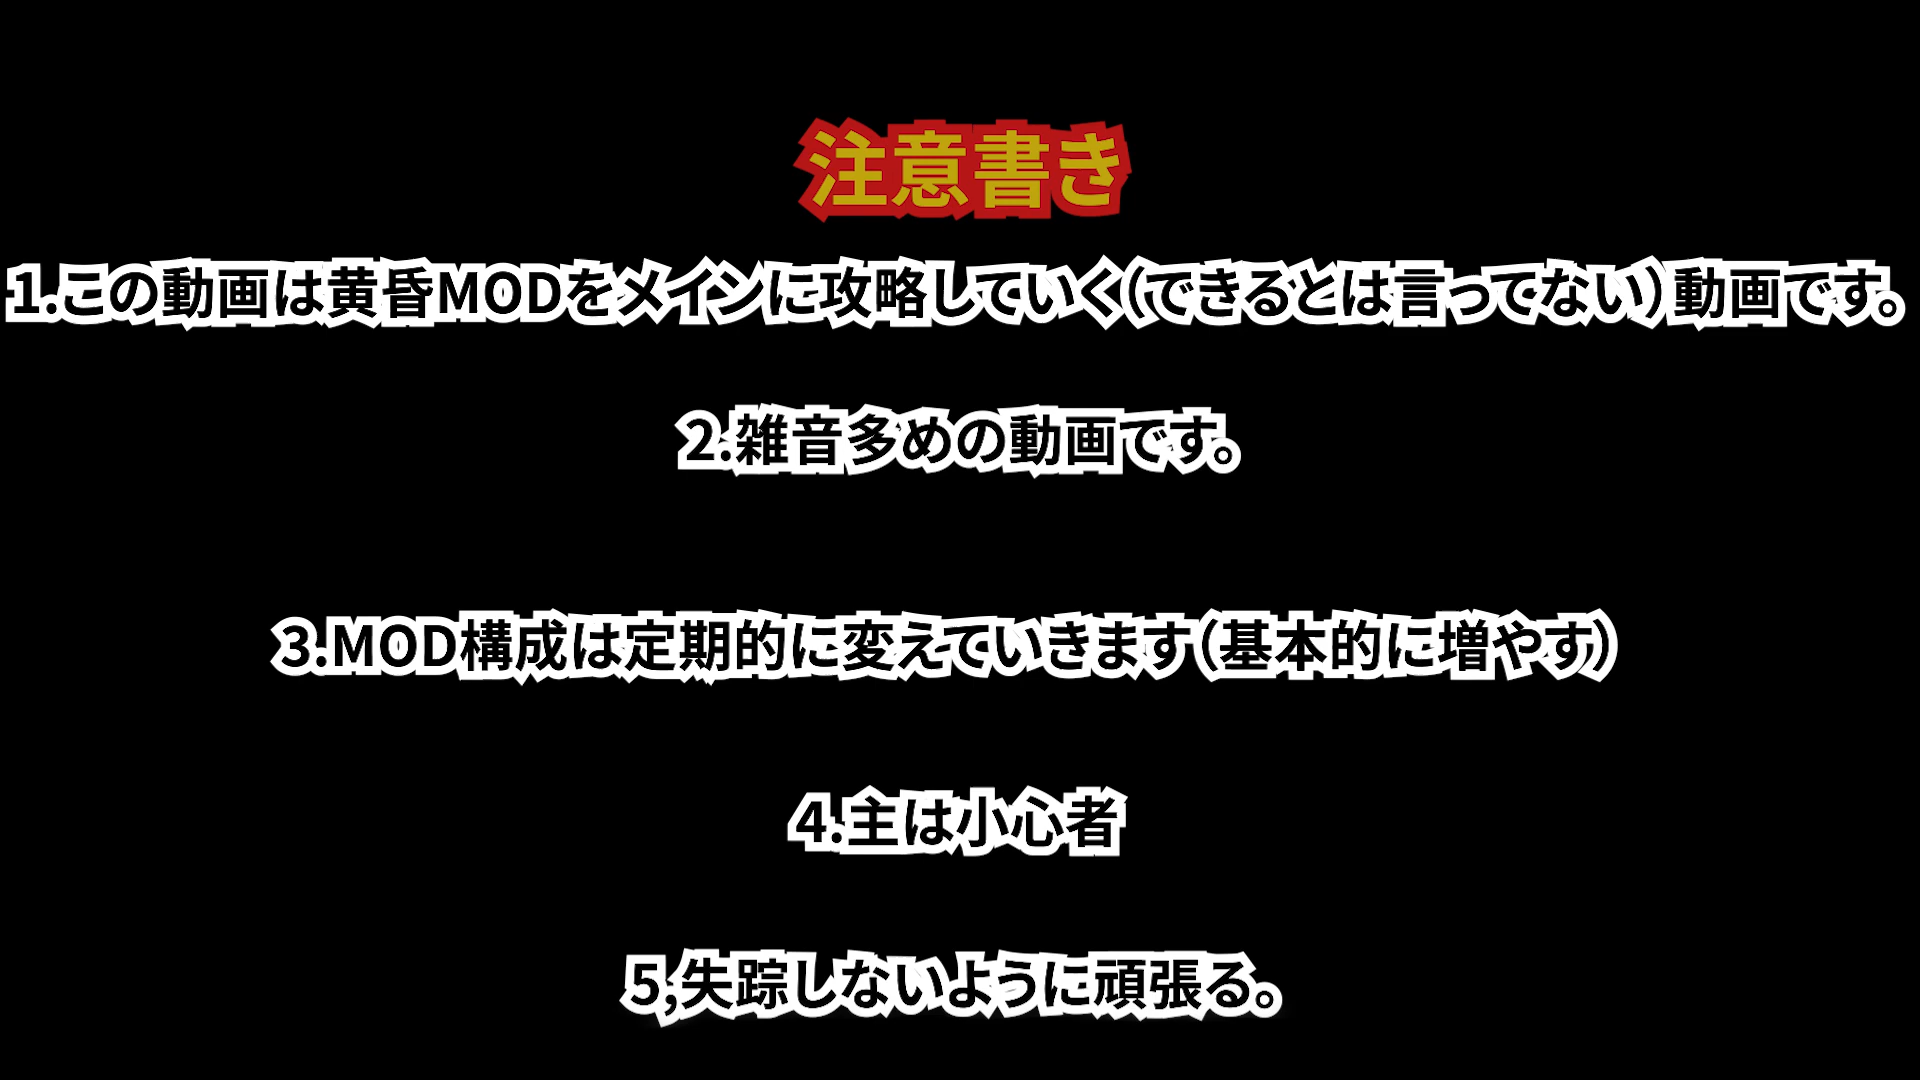 注意書き
1.この動画は黄昏MODをメインに攻略していく(できるとは言ってない)動画です。
2.雑音多めの動画です。
3.MOD構成は定期的に変えていきます(基本的に増やす)
4.主は小心者
5,失踪しないように頑張る。